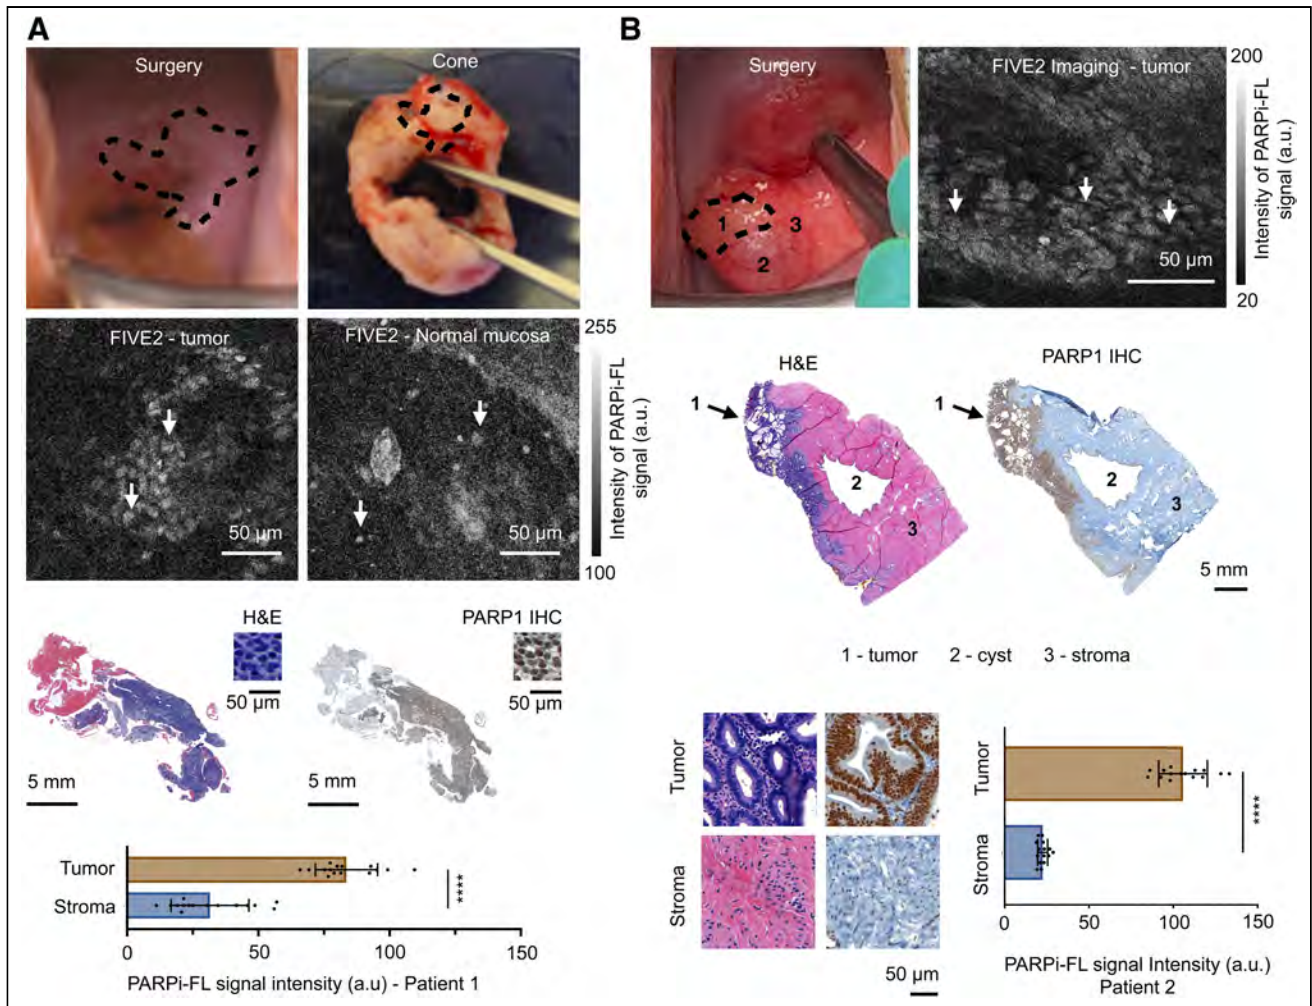 A
Surgery
Cone
FIVE2 - tumor
50 µm
FIVE2 - Normal mucosa
50 µm
255
Intensity of PARPi-FL
signal (a.u.)
100
H&E
50 µm
5 mm
PARP1 IHC
50 µm
5 mm
Tumor
Stroma
****
0
50
100
150
PARPi-FL signal intensity (a.u) - Patient 1
B
Surgery
1
3
2
FIVE2 Imaging - tumor
50 µm
200
Intensity of PARPi-FL
signal (a.u.)
20
H&E
1
2
3
PARP1 IHC
1
2
3
5 mm
1 - tumor 2 - cyst 3 - stroma
Tumor
Stroma
50 µm
Tumor
Stroma
****
0
50
100
150
PARPi-FL signal Intensity (a.u.)
Patient 2